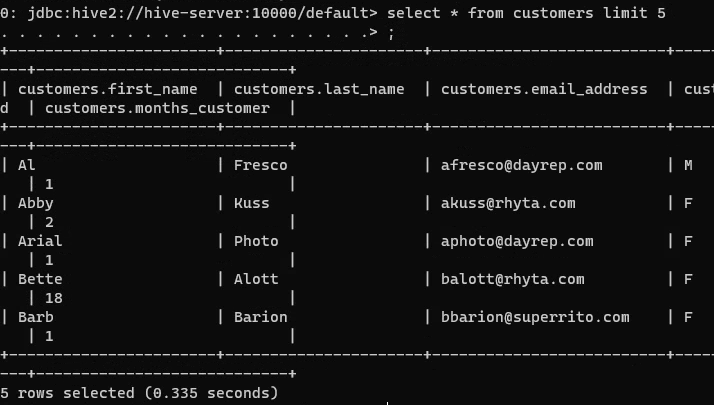 0: jdbc:hive2://hive-server:10000/default> select * from customers limit 5
. . . . . . . . . . . . . . . . . . . . . .> ;
+-----------------------+----------------------+--------------------------+-----
---+----------------------------+
| customers.first_name  | customers.last_name  | customers.email_address  | cust
d  | customers.months_customer  |
+-----------------------+----------------------+--------------------------+-----
---+----------------------------+
| Al                    | Fresco               | afresco@dayrep.com       | M
   | 1                          |
| Abby                  | Kuss                 | akuss@rhyta.com          | F
   | 2                          |
| Arial                 | Photo                | aphoto@dayrep.com        | F
   | 1                          |
| Bette                 | Alott                | balott@rhyta.com         | F
   | 18                         |
| Barb                  | Barion               | bbarion@superrito.com    | F
   | 1                          |
+-----------------------+----------------------+--------------------------+-----
---+----------------------------+
5 rows selected (0.335 seconds)